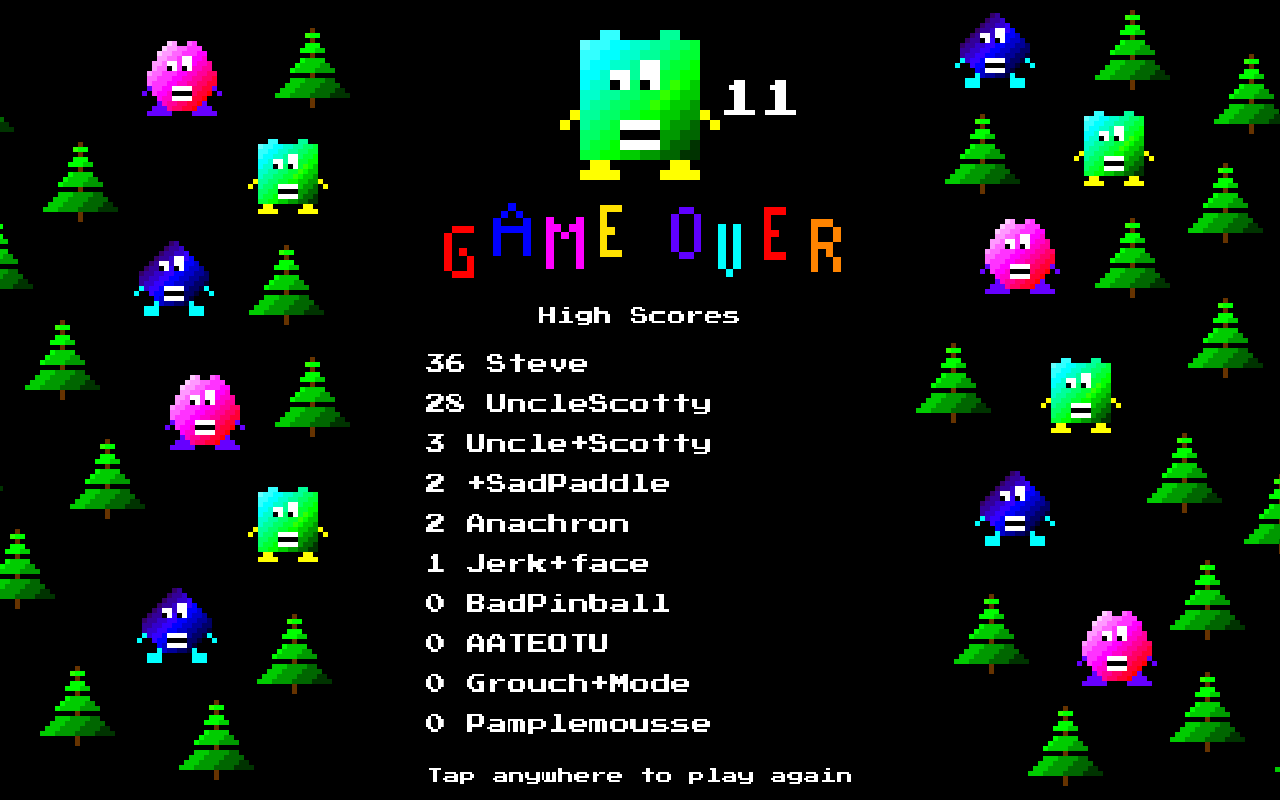 11
GAME OVER
High Scores
36 Steve
28 UncleScotty
3 Uncle+Scotty
2 +SadPaddle
2 Anachron
1 Jerk+face
0 BadPinball
0 AATEOTU
0 Grouch+Mode
0 Pamplemousse
Tap anywhere to play again